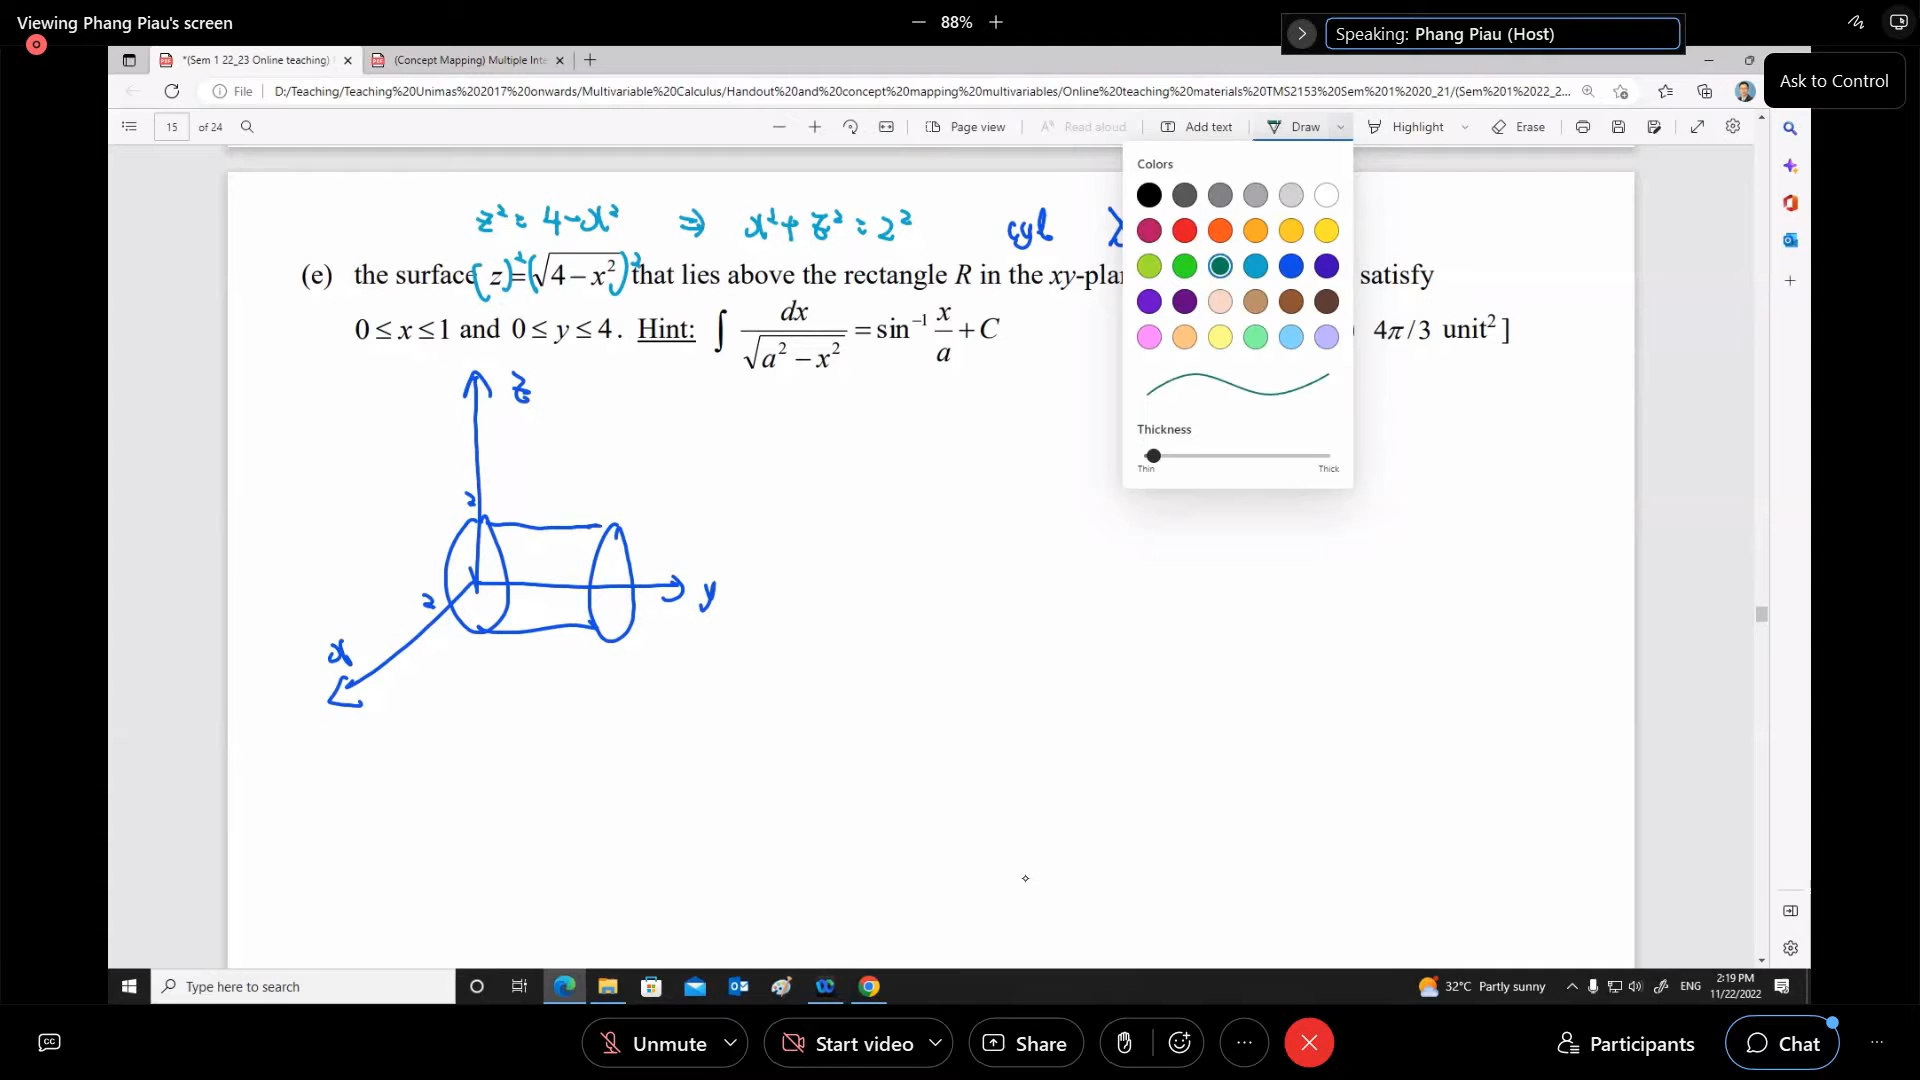 Viewing Phang Piau's screen
88%
Speaking: Phang Piau (Host)
Ask to Control
*(Sem 1 22_23 Online teaching)
(Concept Mapping) Multiple Inte
File
D:/Teaching/Teaching%20Unimas%202017%20onwards/Multivariable%20Calculus/Handout%20and%20concept%20mapping%20multivariables/Online%20teaching%20materials%20TMS2153%20Sem%201%2020_21/(Sem%201%2022_2...
15 of 24
Page view
Read aloud
Add text
Draw
Highlight
Erase
Colors
Thickness
Thin Thick
z² = 4-x² ⇒ x²+z² = 2² cyl
(e) the surface (z)²=(√4−x²)² that lies above the rectangle R in the xy-plan satisfy
0≤x≤1 and 0≤y≤4. Hint: ∫ dx/√a²−x² = sin⁻¹ x/a + C 4π/3 unit² ]
z
2
2
y
x
Type here to search
32°C Partly sunny
ENG
2:19 PM
11/22/2022
CC
Unmute
Start video
Share
Participants
Chat